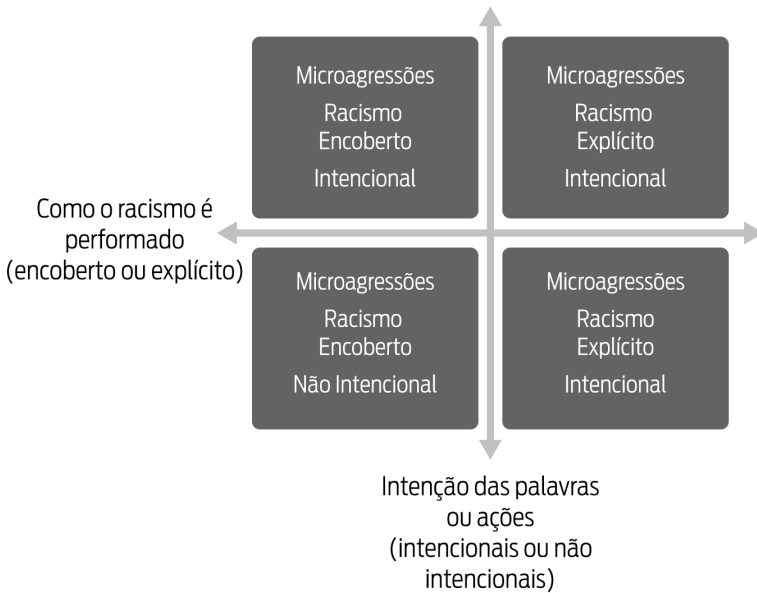 Microagressões
Racismo
Encoberto
Intencional
Microagressões
Racismo
Explícito
Intencional
Como o racismo é
performado
(encoberto ou explícito)
Microagressões
Racismo
Encoberto
Não Intencional
Microagressões
Racismo
Explícito
Intencional
Intenção das palavras
ou ações
(intencionais ou não
intencionais)